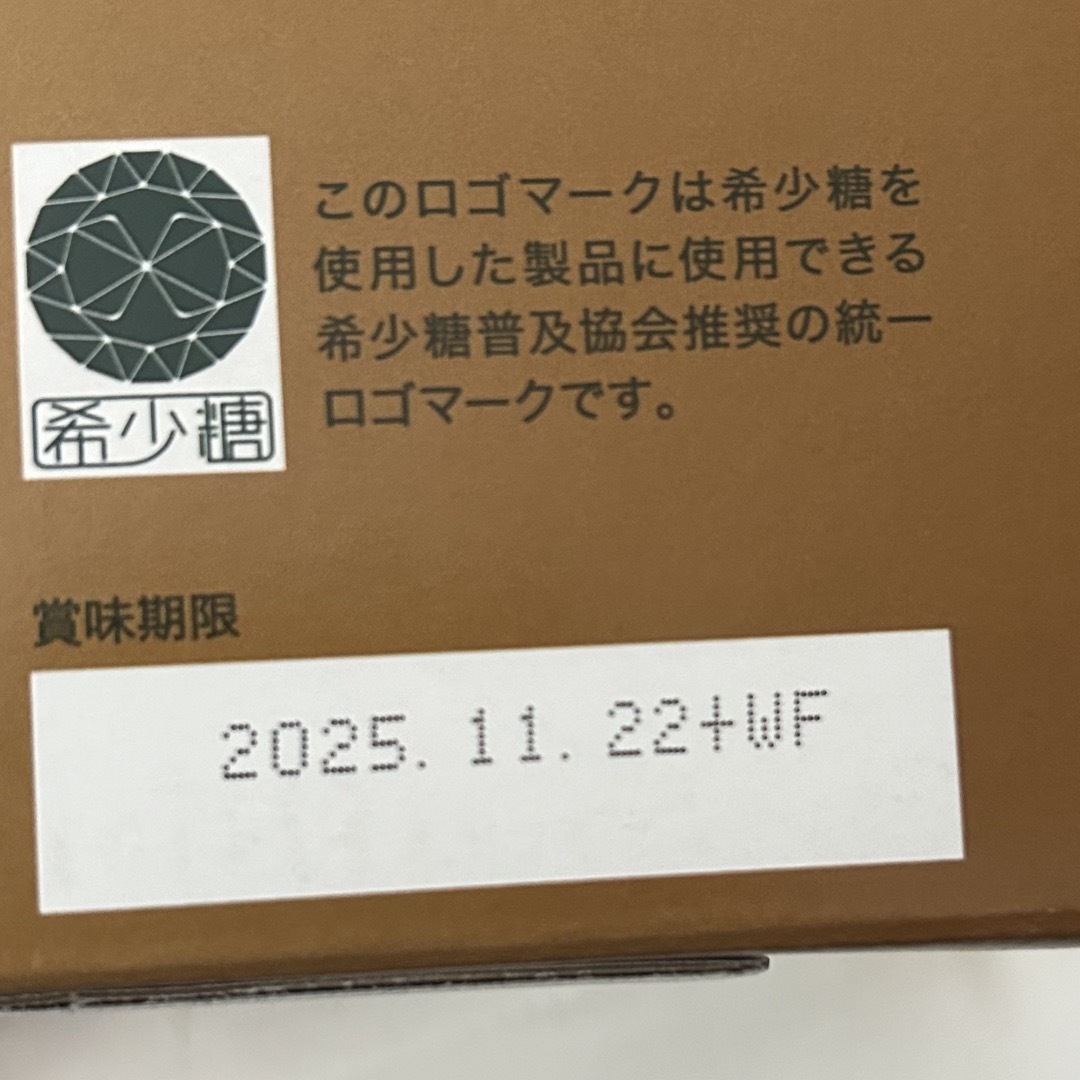 このロゴマークは希少糖を
使用した製品に使用できる
希少糖普及協会推奨の統一
ロゴマークです。
希少糖
賞味期限
2025.11.22+WF